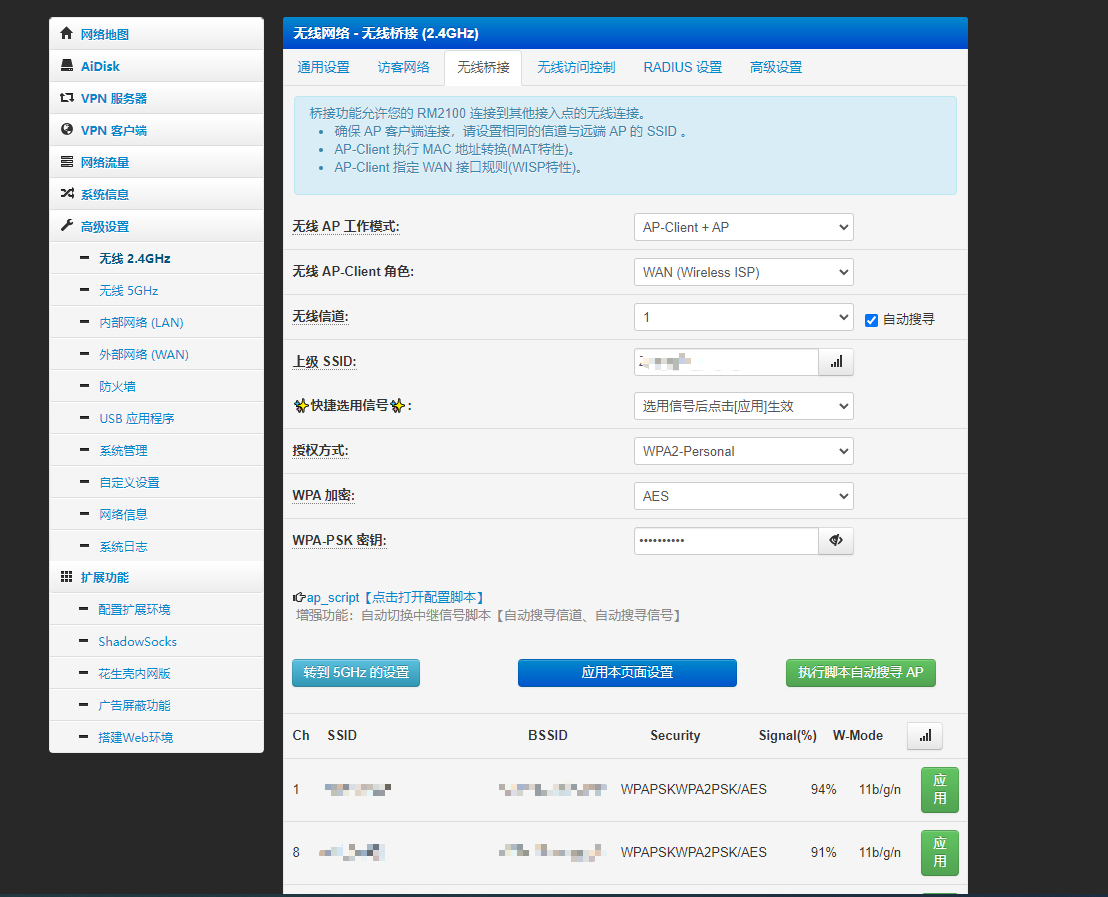 网络地图
AiDisk
VPN 服务器
VPN 客户端
网络流量
系统信息
高级设置
无线 2.4GHz
无线 5GHz
内部网络 (LAN)
外部网络 (WAN)
防火墙
USB 应用程序
系统管理
自定义设置
网络信息
系统日志
扩展功能
配置扩展环境
ShadowSocks
花生壳内网版
广告屏蔽功能
搭建Web环境
无线网络 - 无线桥接 (2.4GHz)
通用设置 访客网络 无线桥接 无线访问控制 RADIUS 设置 高级设置
桥接功能允许您的 RM2100 连接到其他接入点的无线连接。
• 确保 AP 客户端连接，请设置相同的信道与远端 AP 的 SSID 。
• AP-Client 执行 MAC 地址转换(MAT特性)。
• AP-Client 指定 WAN 接口规则(WISP特性)。
无线 AP 工作模式: AP-Client + AP
无线 AP-Client 角色: WAN (Wireless ISP)
无线信道: 1 自动搜寻
上级 SSID:
✨快捷选用信号✨: 选用信号后点击[应用]生效
授权方式: WPA2-Personal
WPA 加密: AES
WPA-PSK 密钥: ••••••••••
ap_script【点击打开配置脚本】
增强功能：自动切换中继信号脚本【自动搜寻信道、自动搜寻信号】
转到 5GHz 的设置 应用本页面设置 执行脚本自动搜寻 AP
Ch SSID BSSID Security Signal(%) W-Mode
1 WPAPSKWPA2PSK/AES 94% 11b/g/n 应用
8 WPAPSKWPA2PSK/AES 91% 11b/g/n 应用